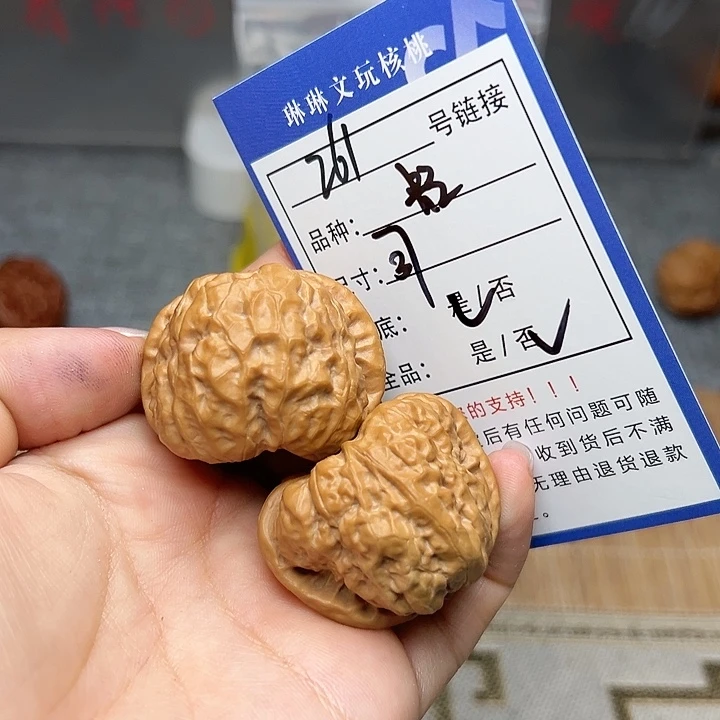 琳琳文玩核桃
261
号链接
品种：
寸：
底： 是/否
全品： 是/否
的支持！！！
后有任何问题可随
收到货后不满
无理由退货退款
。